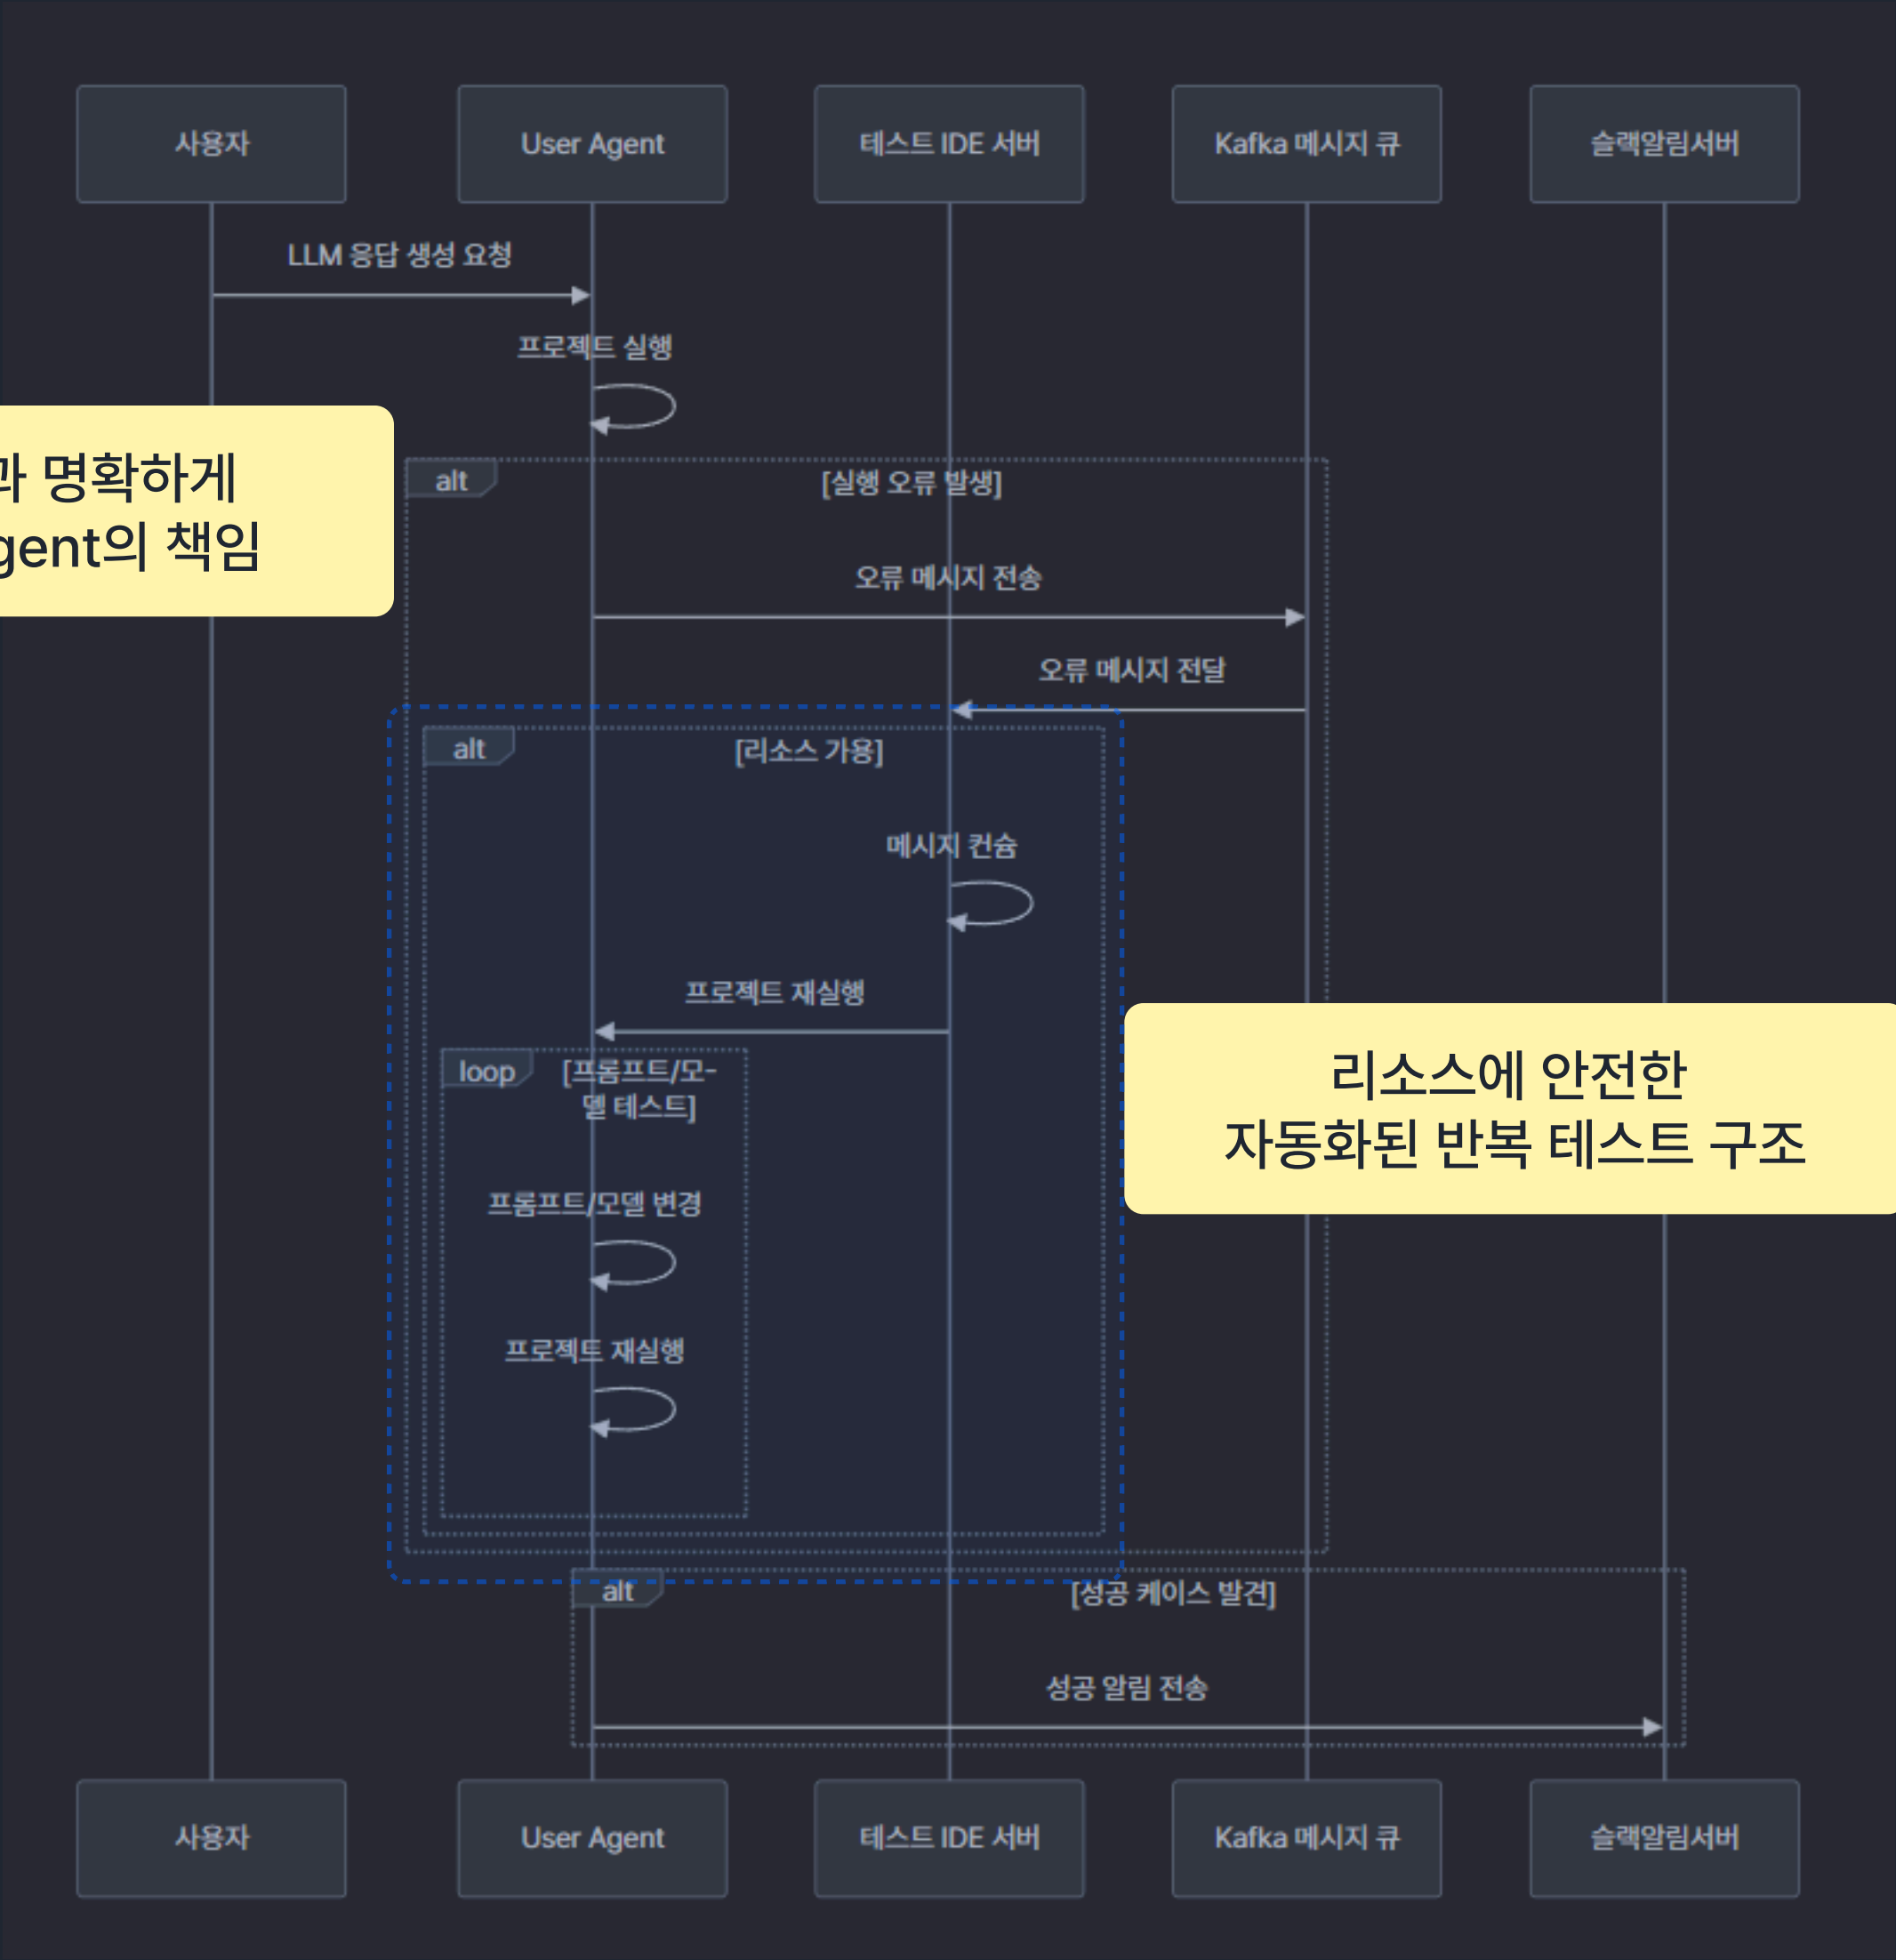 사용자
User Agent
테스트 IDE 서버
Kafka 메시지 큐
슬랙알림서버
LLM 응답 생성 요청
프로젝트 실행
alt
[실행 오류 발생]
명확하게
gent의 책임
오류 메시지 전송
오류 메시지 전달
alt
[리소스 가용]
메시지 컨슘
프로젝트 재실행
loop
[프롬프트/모-
델 테스트]
리소스에 안전한
자동화된 반복 테스트 구조
프롬프트/모델 변경
프로젝트 재실행
alt
[성공 케이스 발견]
성공 알림 전송
사용자
User Agent
테스트 IDE 서버
Kafka 메시지 큐
슬랙알림서버